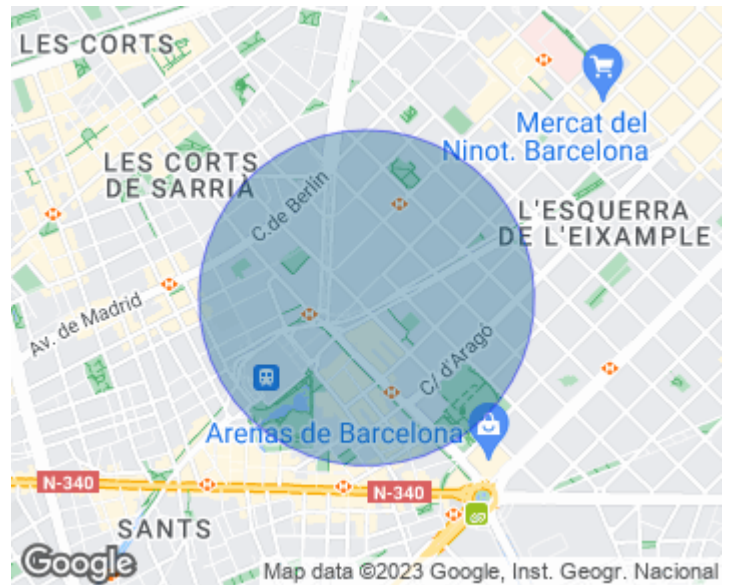 LES CORTS
Mercat del
Ninot. Barcelona
LES CORTS
DE SARRIÀ
C.de Berlín
L'ESQUERRA
DE L'EIXAMPLE
Av. de Madrid
C/ d'Aragó
Arenas de Barcelona
N-340
N-340
SANTS
Google
Map data ©2023 Google, Inst. Geogr. Nacional